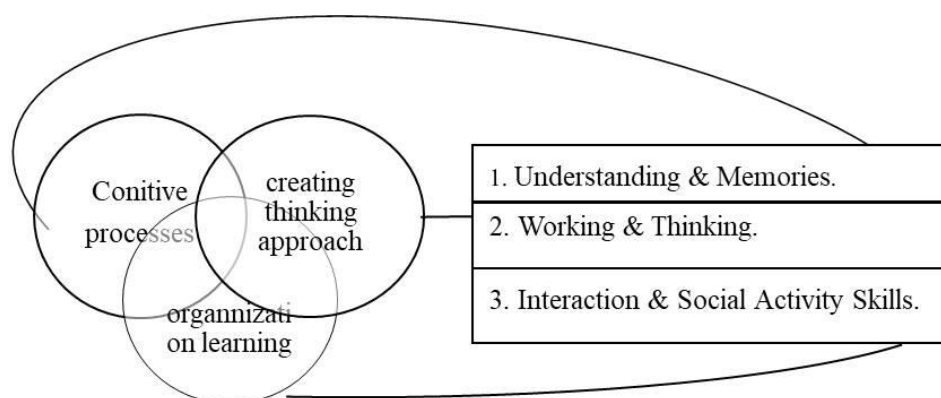 Conitive
processes
creating
thinking
approach
organnizati
on learning
1. Understanding & Memories.
2. Working & Thinking.
3. Interaction & Social Activity Skills.